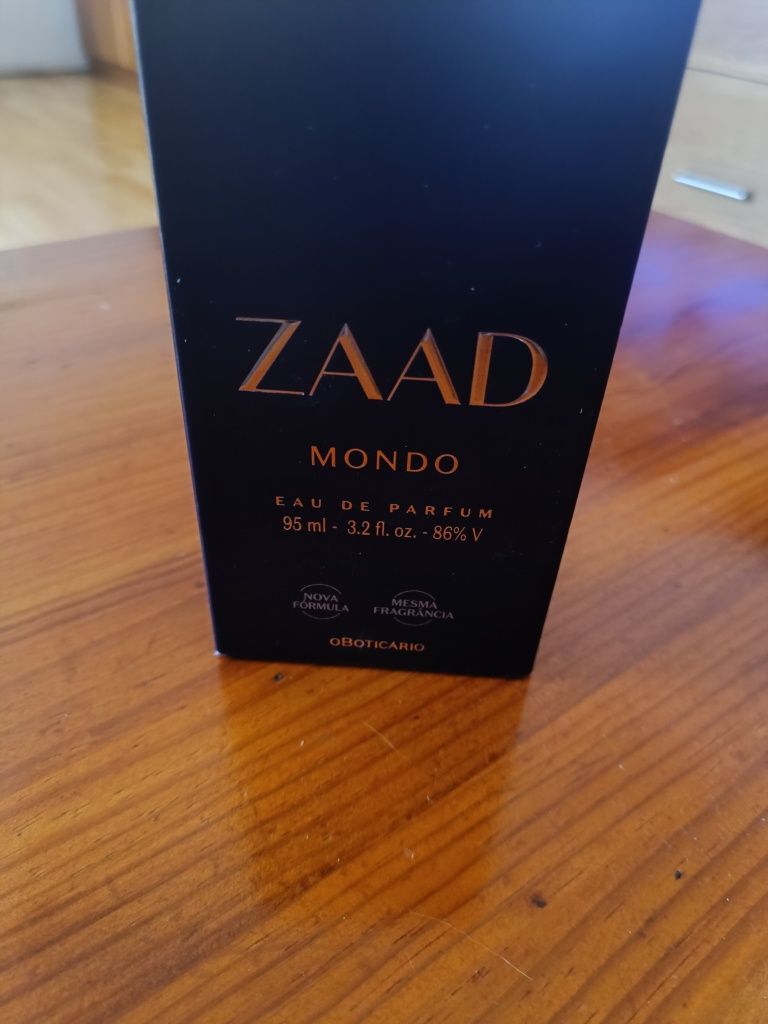 ZAAD
MONDO
EAU DE PARFUM
95 ml - 3.2 fl. oz. - 86% V
NOVA
FÓRMULA
MESMA
FRAGRÂNCIA
oBOTICARIO